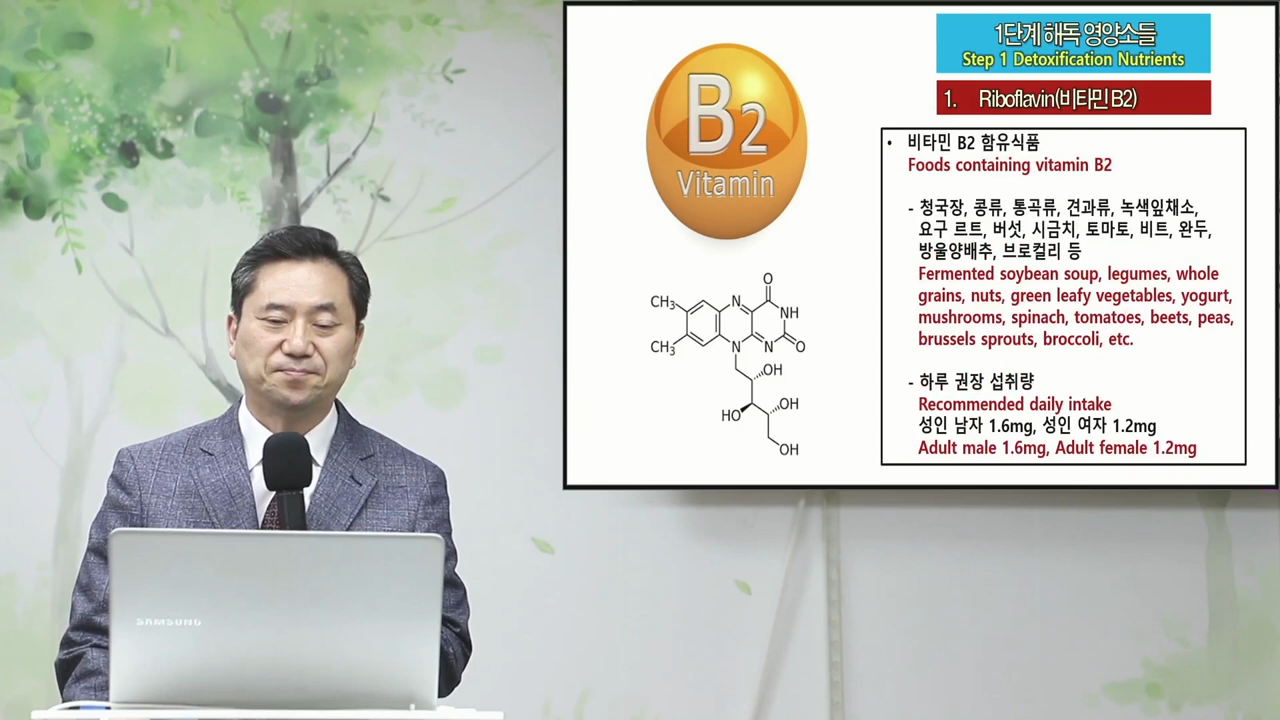 1단계 해독 영양소들
Step 1 Detoxification Nutrients
1. Riboflavin(비타민 B2)
B2
Vitamin
• 비타민 B2 함유식품
Foods containing vitamin B2
- 청국장, 콩류, 통곡류, 견과류, 녹색잎채소,
요구 르트, 버섯, 시금치, 토마토, 비트, 완두,
방울양배추, 브로컬리 등
Fermented soybean soup, legumes, whole
grains, nuts, green leafy vegetables, yogurt,
mushrooms, spinach, tomatoes, beets, peas,
brussels sprouts, broccoli, etc.
- 하루 권장 섭취량
Recommended daily intake
성인 남자 1.6mg, 성인 여자 1.2mg
Adult male 1.6mg, Adult female 1.2mg
O
CH3 N NH
CH3 N N O
OH
HO OH
OH
SAMSUNG